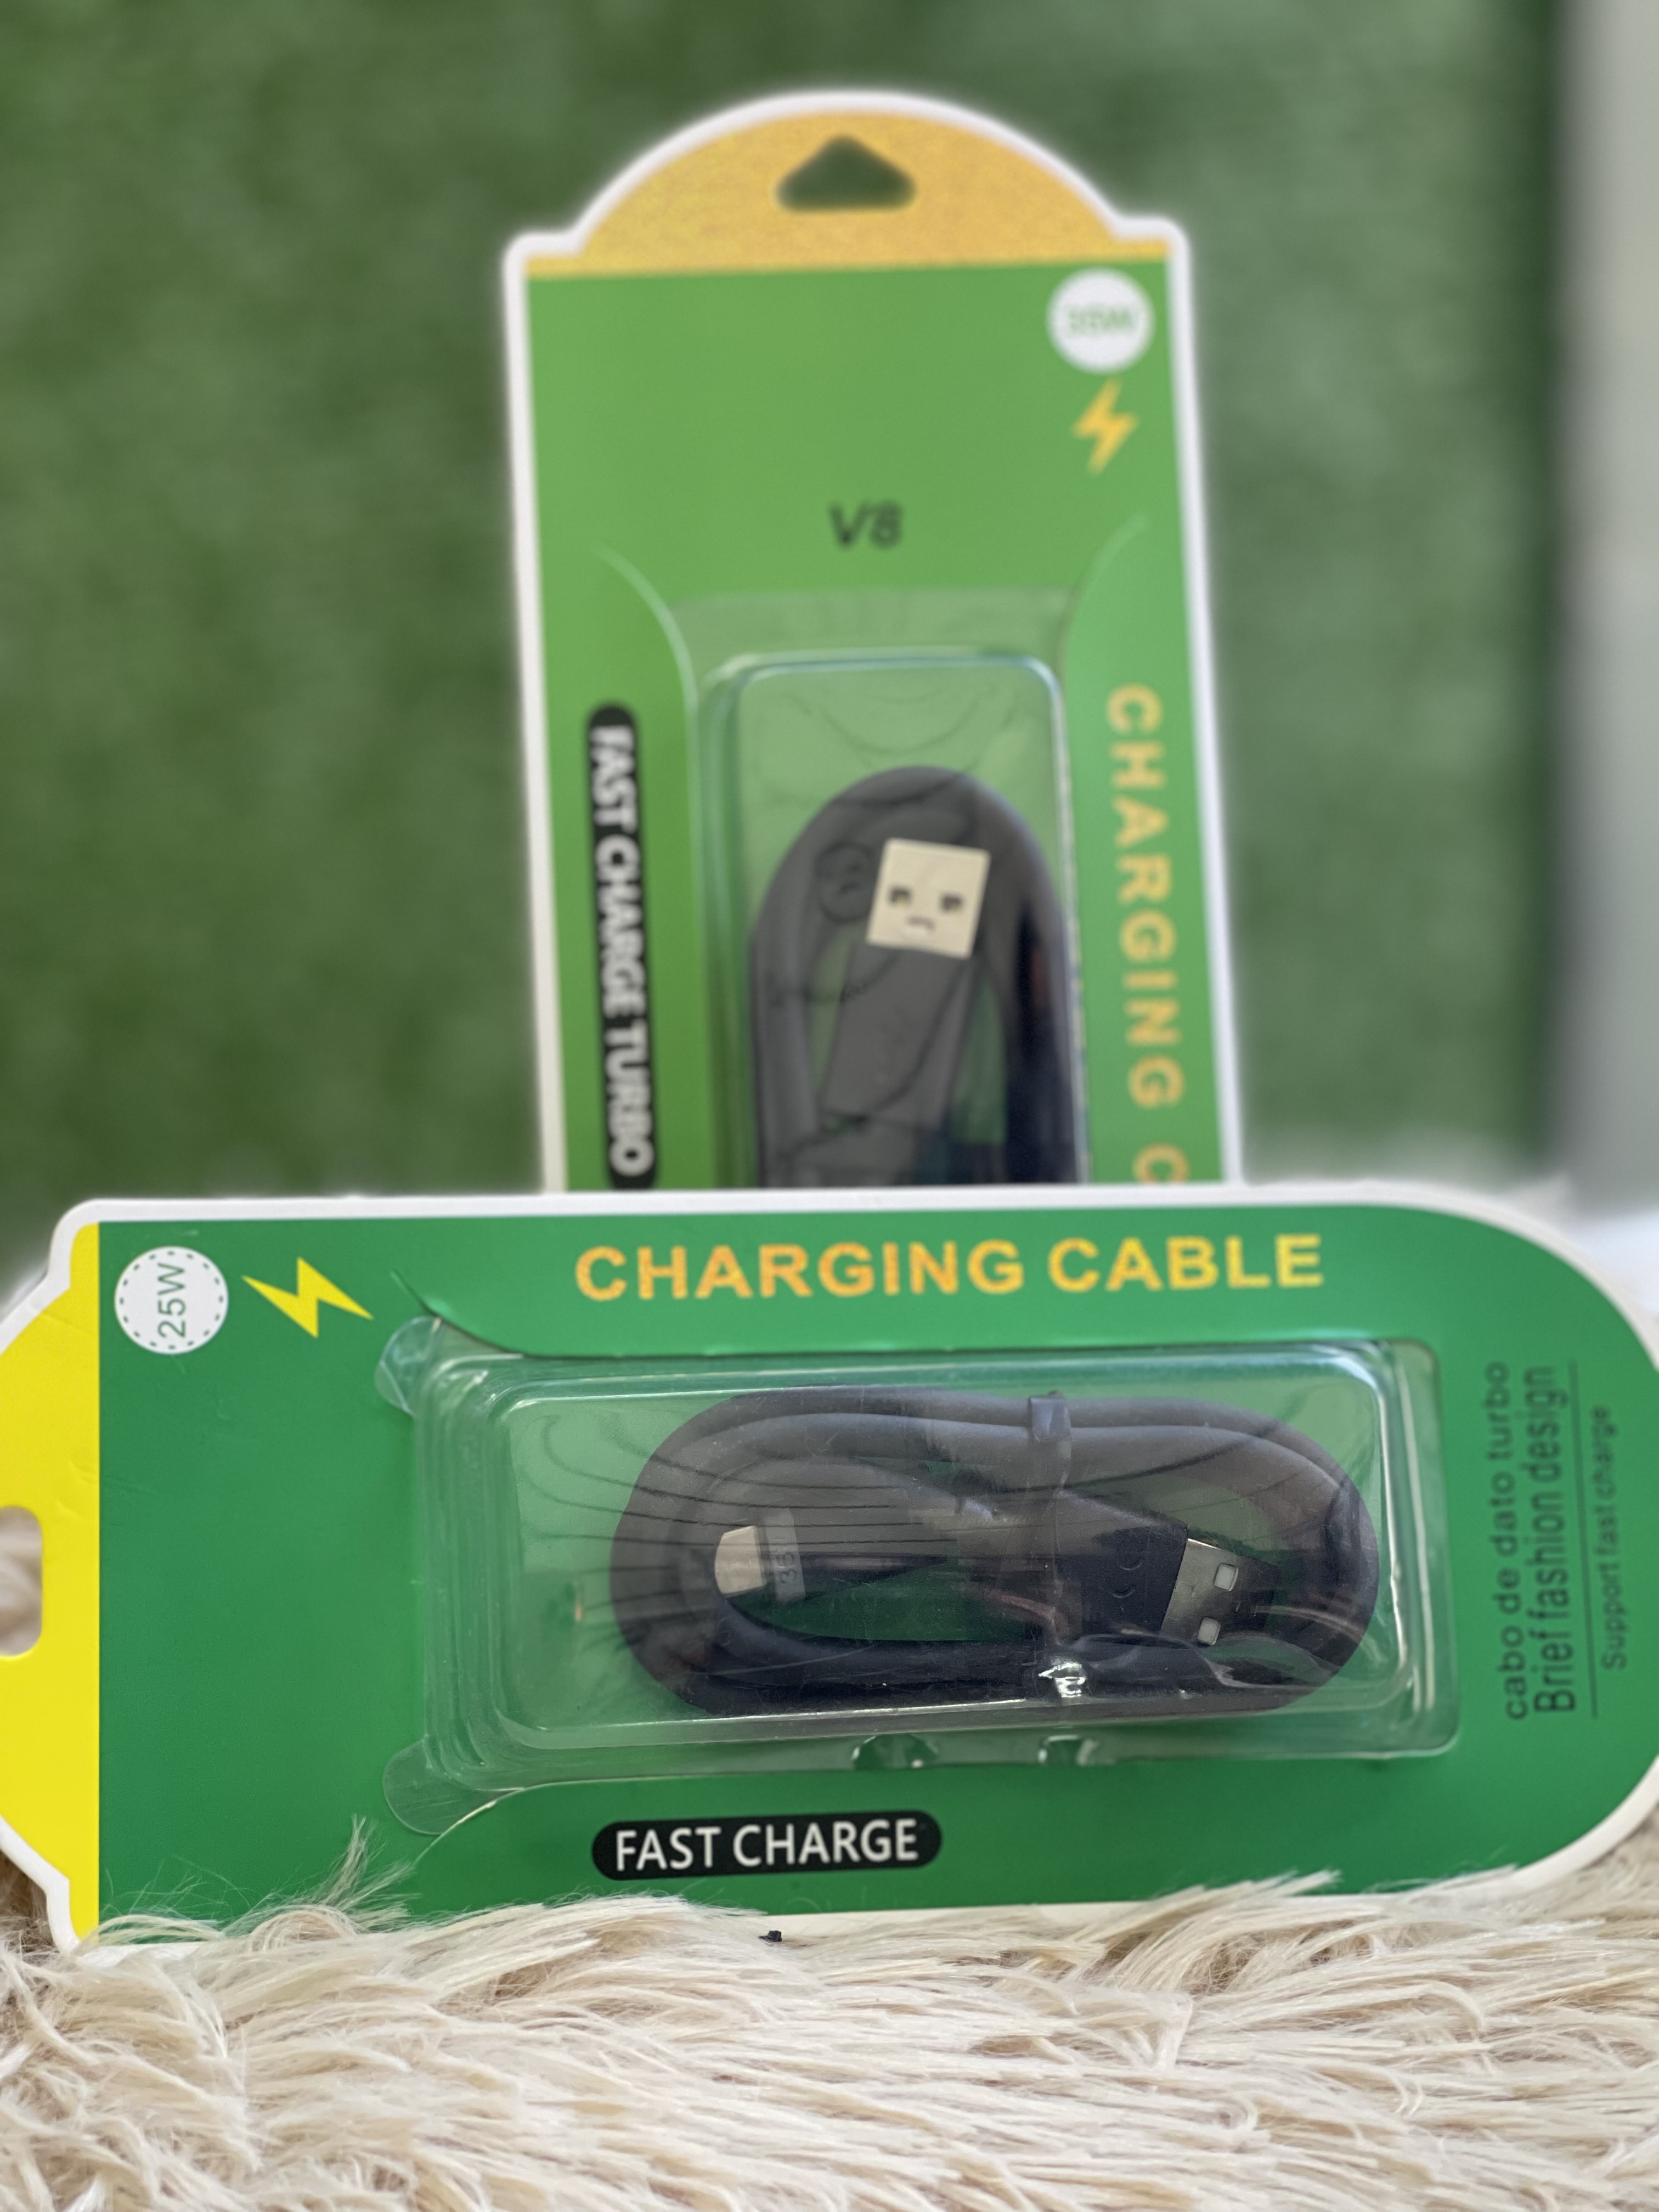 35W
V8
FAST CHARGE TURBO
CHARGING C
25W
CHARGING CABLE
cabo de dato turbo
Brief fashion design
Support fast charge
FAST CHARGE